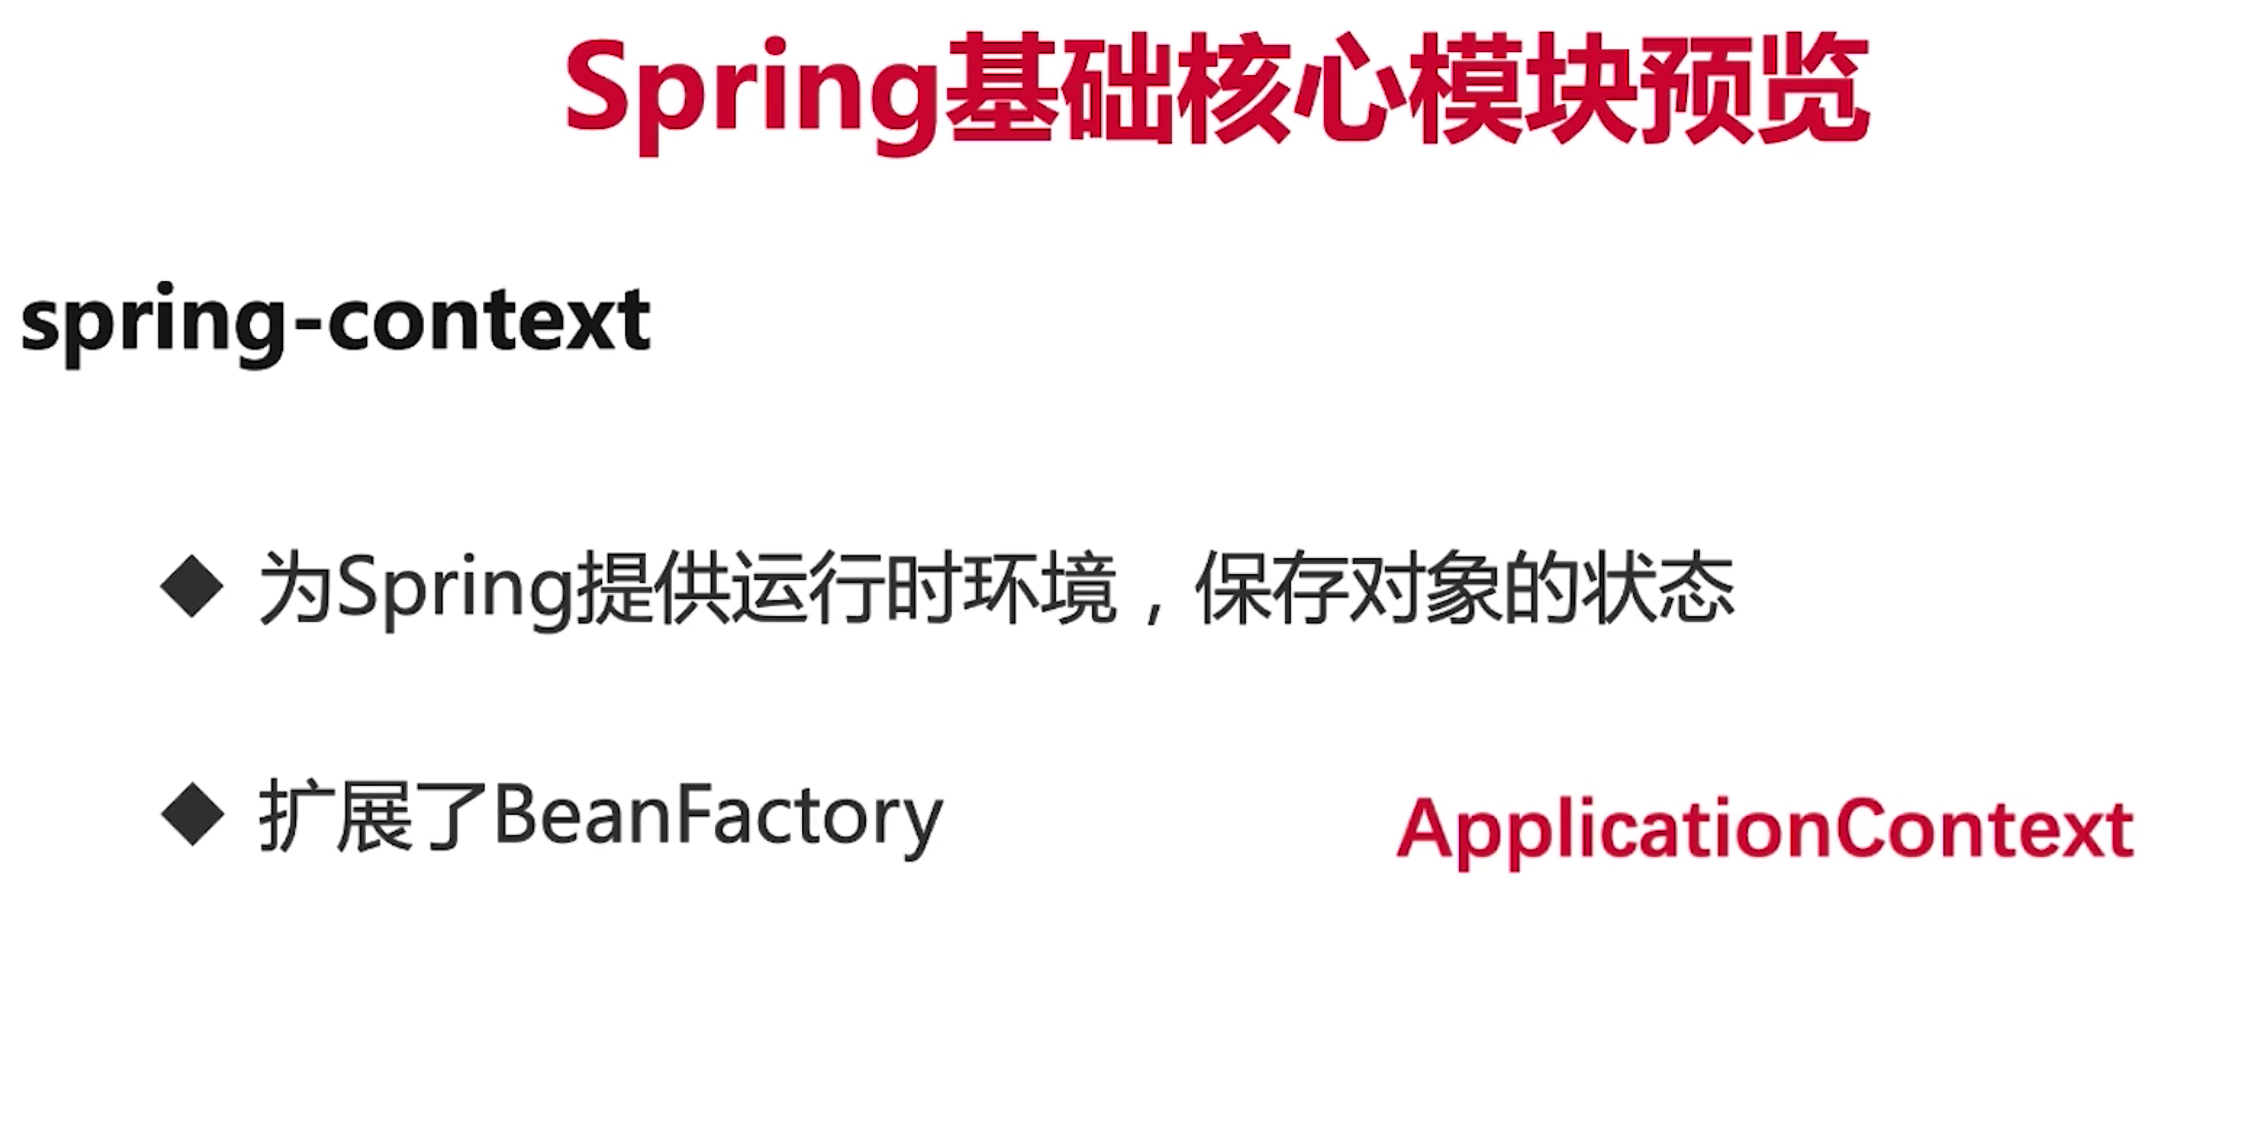 Spring基础核心模块预览
spring-context
◆ 为Spring提供运行时环境，保存对象的状态
◆ 扩展了BeanFactory
ApplicationContext